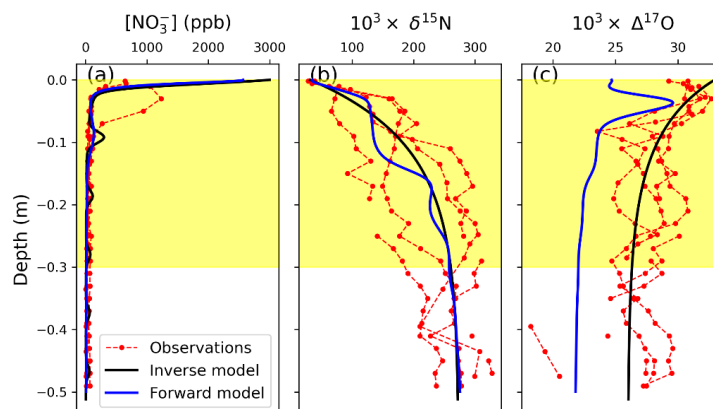 [NO₃⁻] (ppb)
10³ × δ¹⁵N
10³ × Δ¹⁷O
0 1000 2000 3000
100 200 300
20 25 30
(a)
(b)
(c)
Depth (m)
0.0
−0.1
−0.2
−0.3
−0.4
−0.5
Observations
Inverse model
Forward model